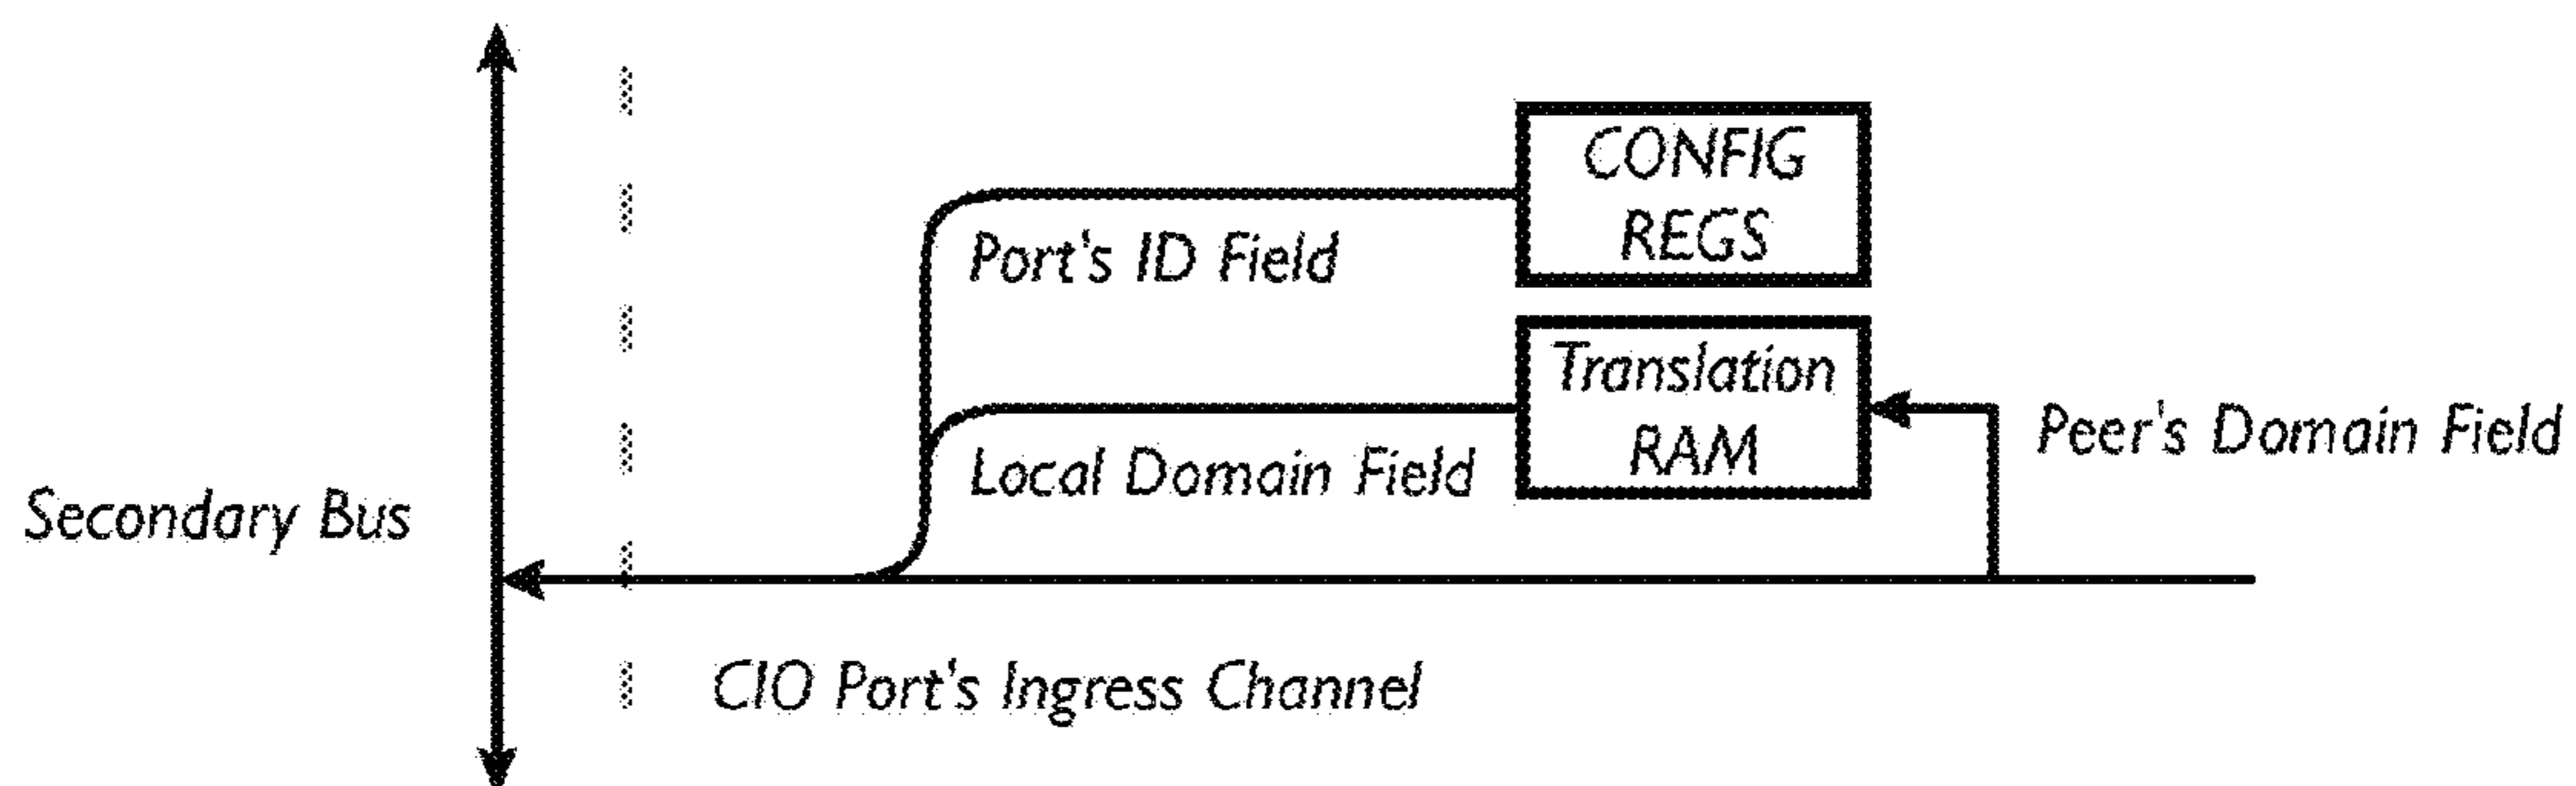 CONFIG
REGS
Port's ID Field
Translation
RAM
Peer's Domain Field
Local Domain Field
Secondary Bus
CIO Port's Ingress Channel